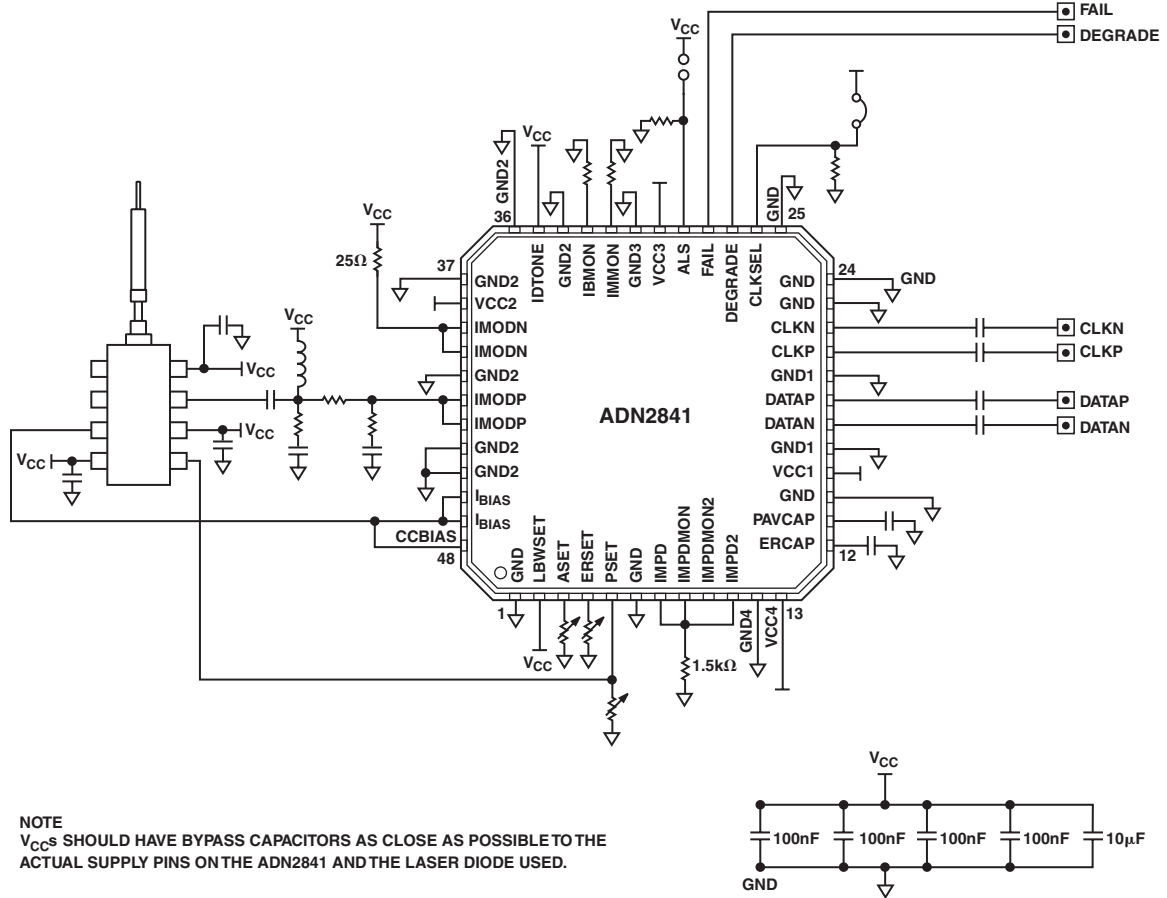 FAIL
DEGRADE
VCC
VCC
GND2
36
GND
25
VCC
25Ω
37
24
GND
IDTONE
GND2
IBMON
IMMON
GND3
VCC3
ALS
FAIL
DEGRADE
CLKSEL
GND2
VCC2
IMODN
IMODN
GND2
IMODP
IMODP
GND2
GND2
IBIAS
IBIAS
CCBIAS
48
GND
GND
CLKN
CLKP
GND1
DATAP
DATAN
GND1
VCC1
GND
PAVCAP
ERCAP
12
CLKN
CLKP
DATAP
DATAN
ADN2841
VCC
VCC
VCC
VCC
GND
LBWSET
ASET
ERSET
PSET
GND
IMPD
IMPDMON
IMPDMON2
IMPD2
1
VCC
GND4
VCC4
13
1.5kΩ
VCC
100nF 100nF 100nF 100nF 10μF
GND
NOTE
VCCS SHOULD HAVE BYPASS CAPACITORS AS CLOSE AS POSSIBLE TO THE
ACTUAL SUPPLY PINS ON THE ADN2841 AND THE LASER DIODE USED.